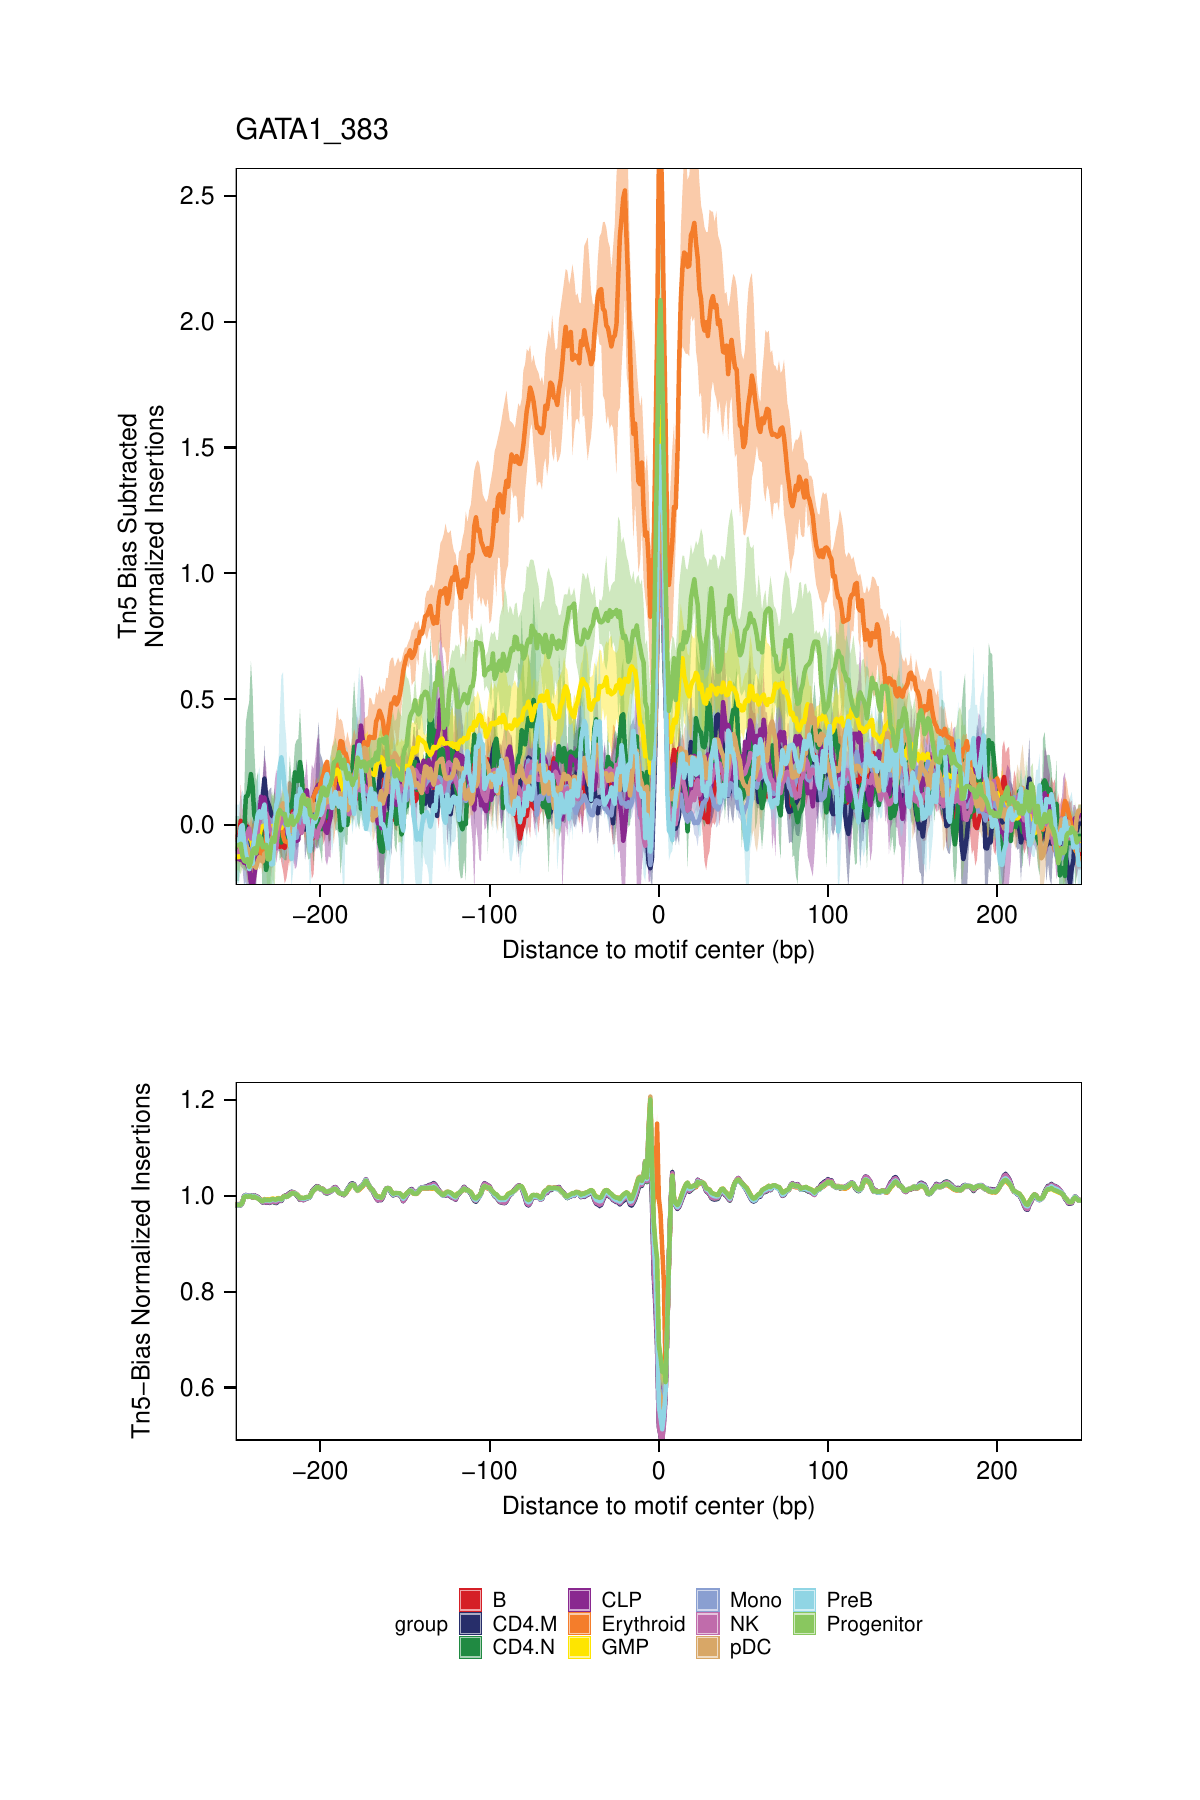 GATA1_383
Tn5 Bias Subtracted
Normalized Insertions
2.5
2.0
1.5
1.0
0.5
0.0
−200 −100 0 100 200
Distance to motif center (bp)
Tn5−Bias Normalized Insertions
1.2
1.0
0.8
0.6
−200 −100 0 100 200
Distance to motif center (bp)
B CLP Mono PreB
group CD4.M Erythroid NK Progenitor
CD4.N GMP pDC